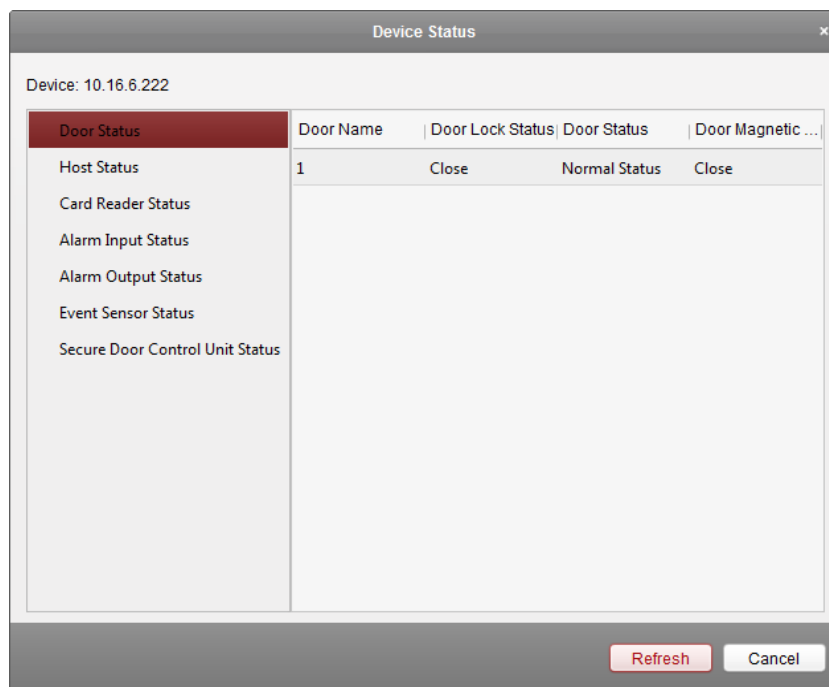 Device Status
×
Device: 10.16.6.222
Door Status
Host Status
Card Reader Status
Alarm Input Status
Alarm Output Status
Event Sensor Status
Secure Door Control Unit Status
Door Name Door Lock Status Door Status Door Magnetic ...
1 Close Normal Status Close
Refresh Cancel